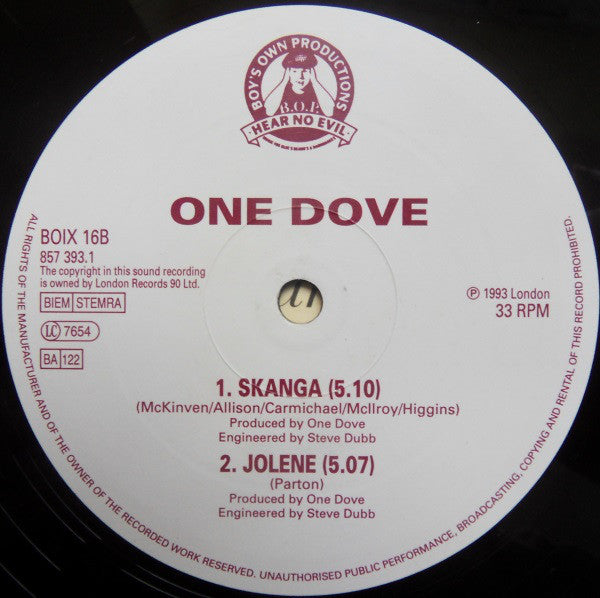 BOY'S OWN PRODUCTIONS
B.O.P.
·HEAR NO EVIL·
ONE DOVE
BOIX 16B
857 393.1
The copyright in this sound recording
is owned by London Records 90 Ltd.
BIEM STEMRA
LC 7654
BA 122
℗ 1993 London
33 RPM
1. SKANGA (5.10)
(McKinven/Allison/Carmichael/McIlroy/Higgins)
Produced by One Dove
Engineered by Steve Dubb
2. JOLENE (5.07)
(Parton)
Produced by One Dove
Engineered by Steve Dubb
ALL RIGHTS OF THE MANUFACTURER AND OF THE OWNER OF THE RECORDED WORK RESERVED. UNAUTHORISED PUBLIC PERFORMANCE, BROADCASTING, COPYING AND RENTAL OF THIS RECORD PROHIBITED.